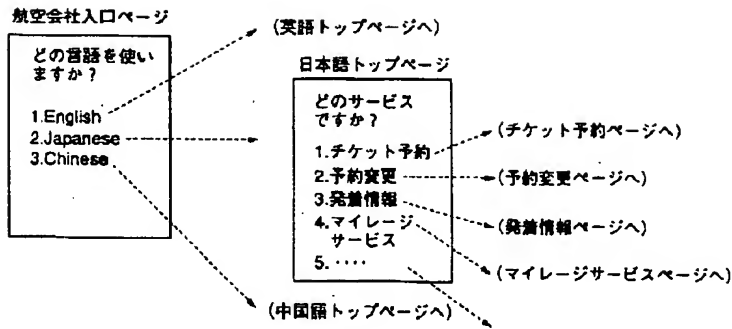 航空会社入口ページ
どの言語を使い
ますか？
1.English
2.Japanese
3.Chinese
(英語トップページへ)
日本語トップページ
どのサービス
ですか？
1.チケット予約
2.予約変更
3.発着情報
4.マイレージ
サービス
5.‥‥
(チケット予約ページへ)
(予約変更ページへ)
(発着情報ページへ)
(マイレージサービスページへ)
(中国語トップページへ)